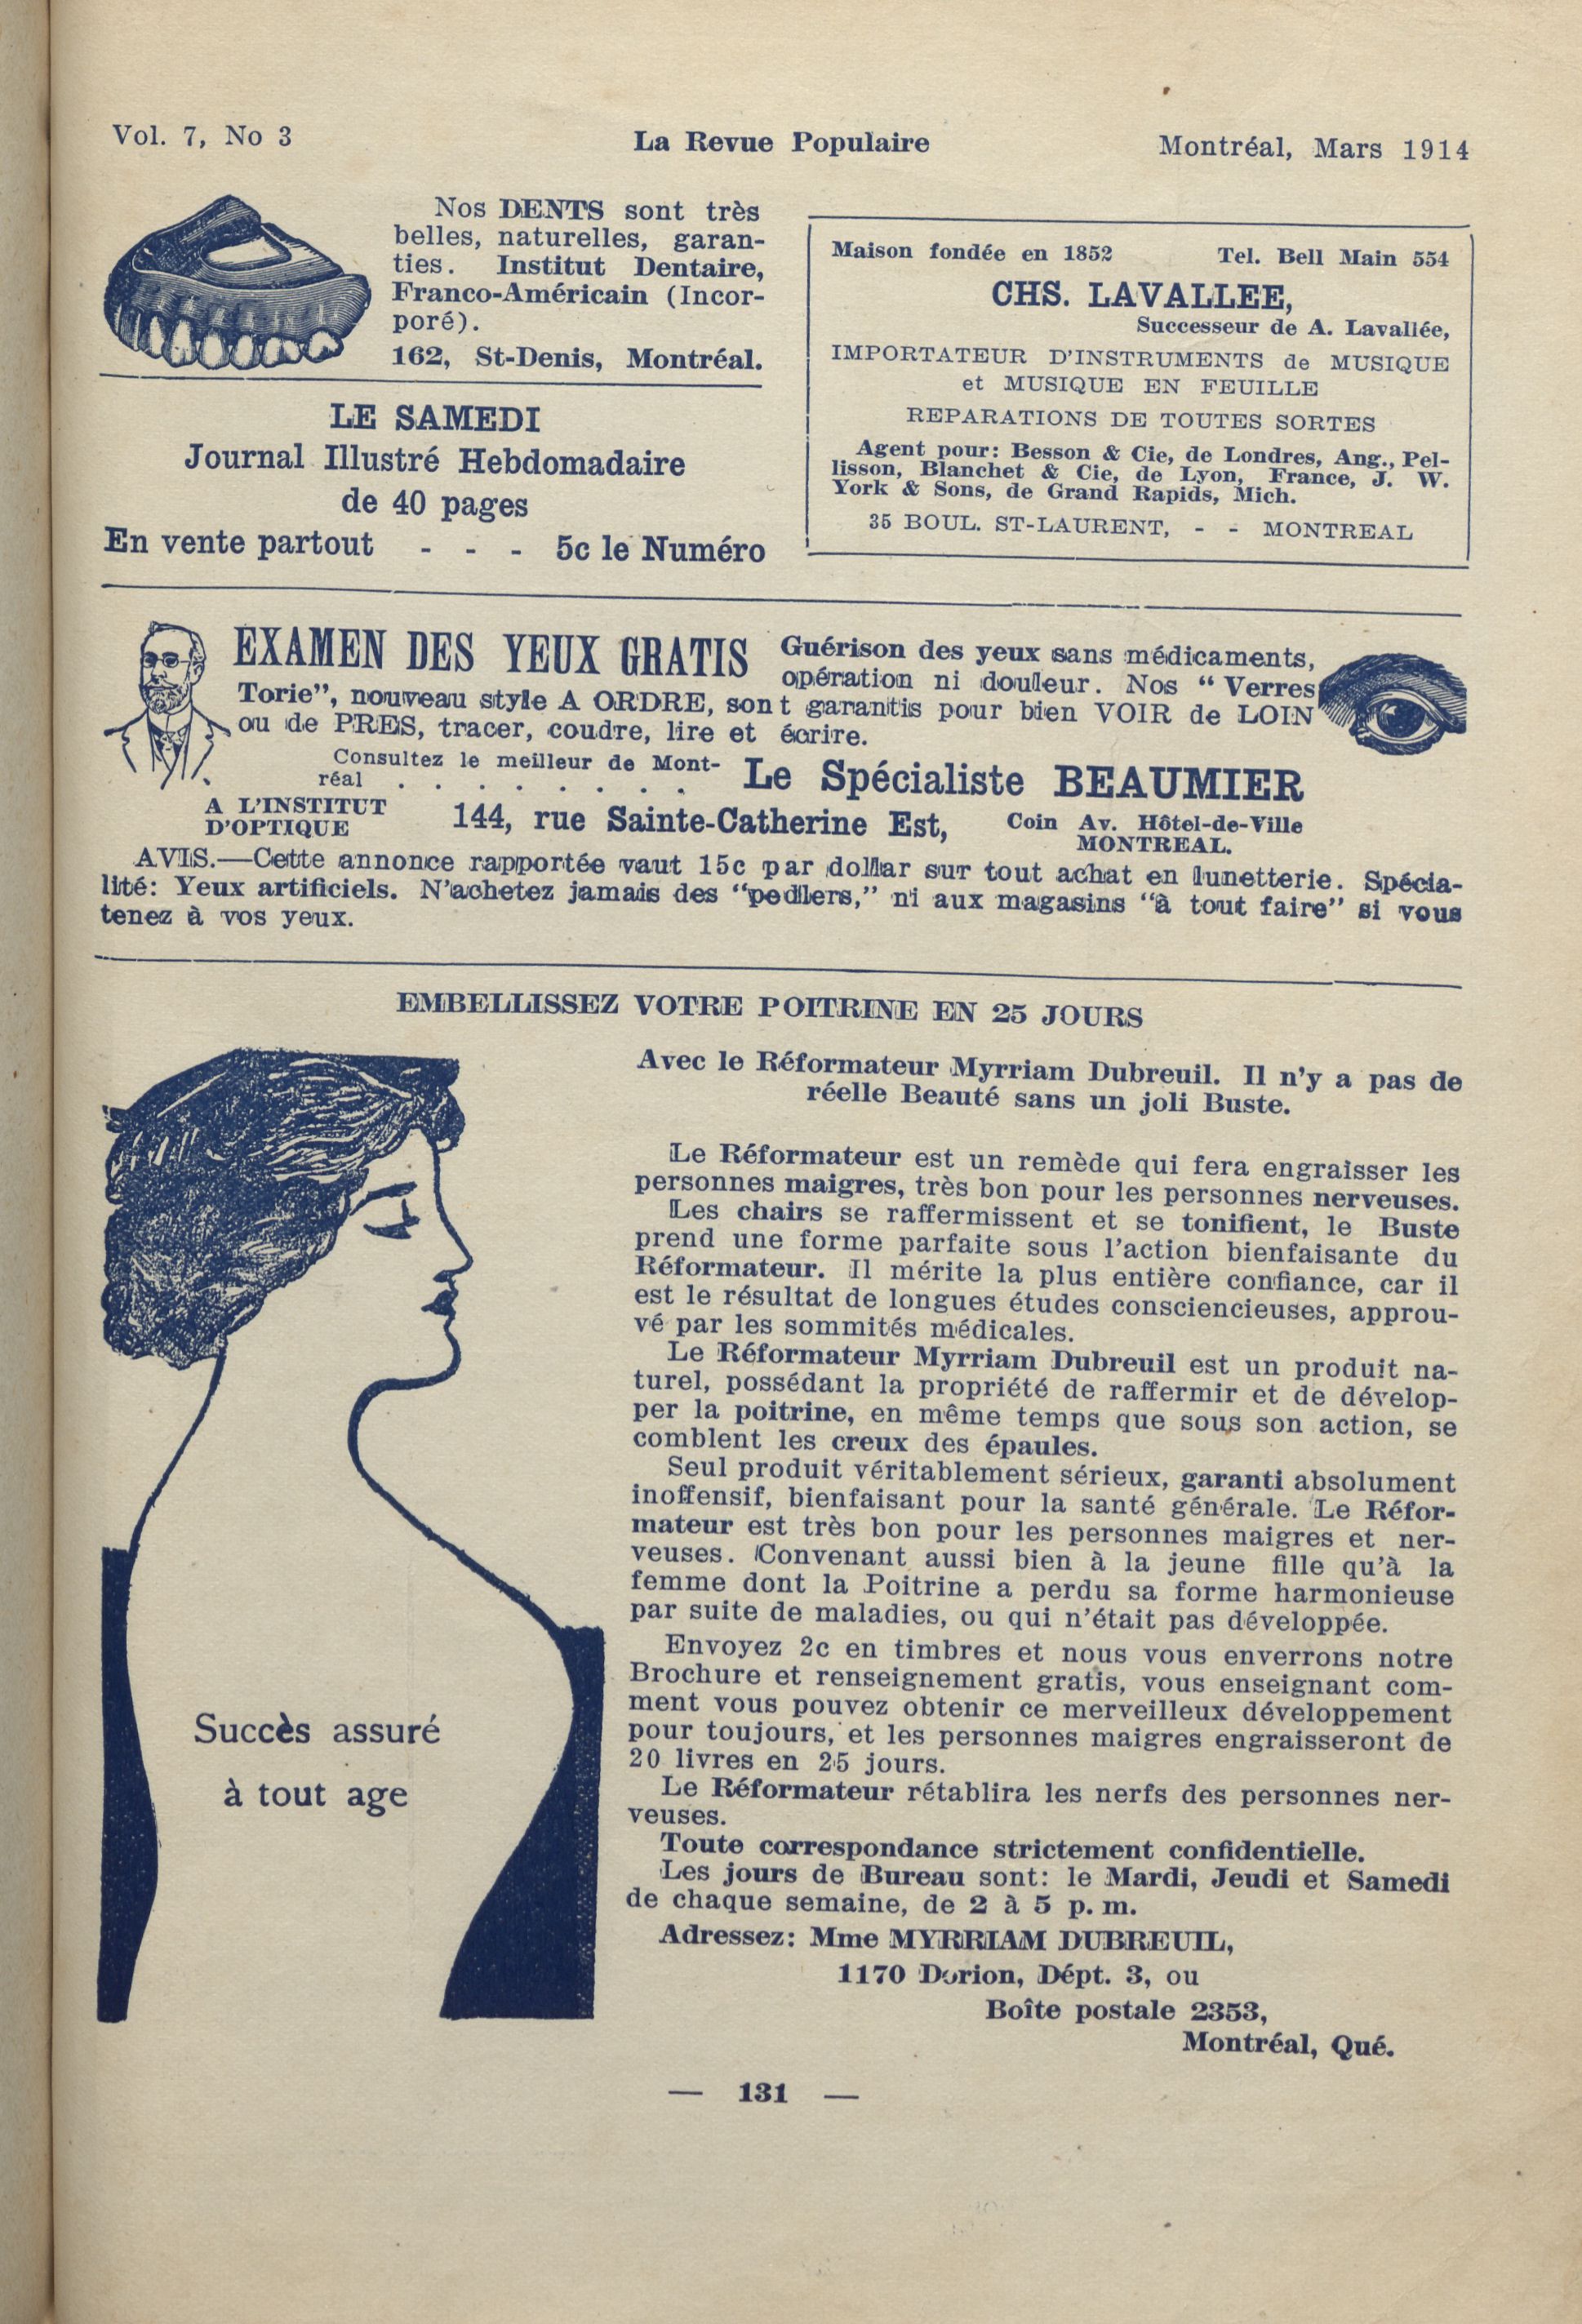 Vol. 7, No 3
La Revue Populaire
Montréal, Mars 1914
Nos DENTS sont très
belles, naturelles, garan-
ties. Institut Dentaire,
Franco-Américain (Incor-
poré).
162, St-Denis, Montréal.
LE SAMEDI
Journal Illustré Hebdomadaire
de 40 pages
En vente partout - - - 5c le Numéro
Maison fondée en 1852 Tel. Bell Main 554
CHS. LAVALLEE,
Successeur de A. Lavallée,
IMPORTATEUR D'INSTRUMENTS de MUSIQUE
et MUSIQUE EN FEUILLE
REPARATIONS DE TOUTES SORTES
Agent pour: Besson & Cie, de Londres, Ang., Pel-
lisson, Blanchet & Cie, de Lyon, France, J. W.
York & Sons, de Grand Rapids, Mich.
35 BOUL. ST-LAURENT, - - MONTREAL
EXAMEN DES YEUX GRATIS Guérison des yeux sans médicaments,
opération ni douleur. Nos "Verres
Torie", nouveau style A ORDRE, sont garantis pour bien VOIR de LOIN
ou de PRES, tracer, coudre, lire et écrire.
Consultez le meilleur de Mont-
réal . . . . . . . . Le Spécialiste BEAUMIER
A L'INSTITUT
D'OPTIQUE
144, rue Sainte-Catherine Est, Coin Av. Hôtel-de-Ville
MONTREAL.
AVIS.—Cette annonce rapportée vaut 15c par dollar sur tout achat en lunetterie. Spécia-
lité: Yeux artificiels. N'achetez jamais des "pedlers," ni aux magasins "à tout faire" si vous
tenez à vos yeux.
EMBELLISSEZ VOTRE POITRINE EN 25 JOURS
Avec le Réformateur Myrriam Dubreuil. Il n'y a pas de
réelle Beauté sans un joli Buste.
Le Réformateur est un remède qui fera engraisser les
personnes maigres, très bon pour les personnes nerveuses.
Les chairs se raffermissent et se tonifient, le Buste
prend une forme parfaite sous l'action bienfaisante du
Réformateur. Il mérite la plus entière confiance, car il
est le résultat de longues études consciencieuses, approu-
vé par les sommités médicales.
Le Réformateur Myrriam Dubreuil est un produit na-
turel, possédant la propriété de raffermir et de dévelop-
per la poitrine, en même temps que sous son action, se
comblent les creux des épaules.
Seul produit véritablement sérieux, garanti absolument
inoffensif, bienfaisant pour la santé générale. Le Réfor-
mateur est très bon pour les personnes maigres et ner-
veuses. Convenant aussi bien à la jeune fille qu'à la
femme dont la Poitrine a perdu sa forme harmonieuse
par suite de maladies, ou qui n'était pas développée.
Envoyez 2c en timbres et nous vous enverrons notre
Brochure et renseignement gratis, vous enseignant com-
ment vous pouvez obtenir ce merveilleux développement
pour toujours, et les personnes maigres engraisseront de
20 livres en 25 jours.
Le Réformateur rétablira les nerfs des personnes ner-
veuses.
Toute correspondance strictement confidentielle.
Les jours de Bureau sont: le Mardi, Jeudi et Samedi
de chaque semaine, de 2 à 5 p. m.
Adressez: Mme MYRRIAM DUBREUIL,
1170 Dorion, Dépt. 3, ou
Boîte postale 2353,
Montréal, Qué.
Succès assuré
à tout age
— 131 —